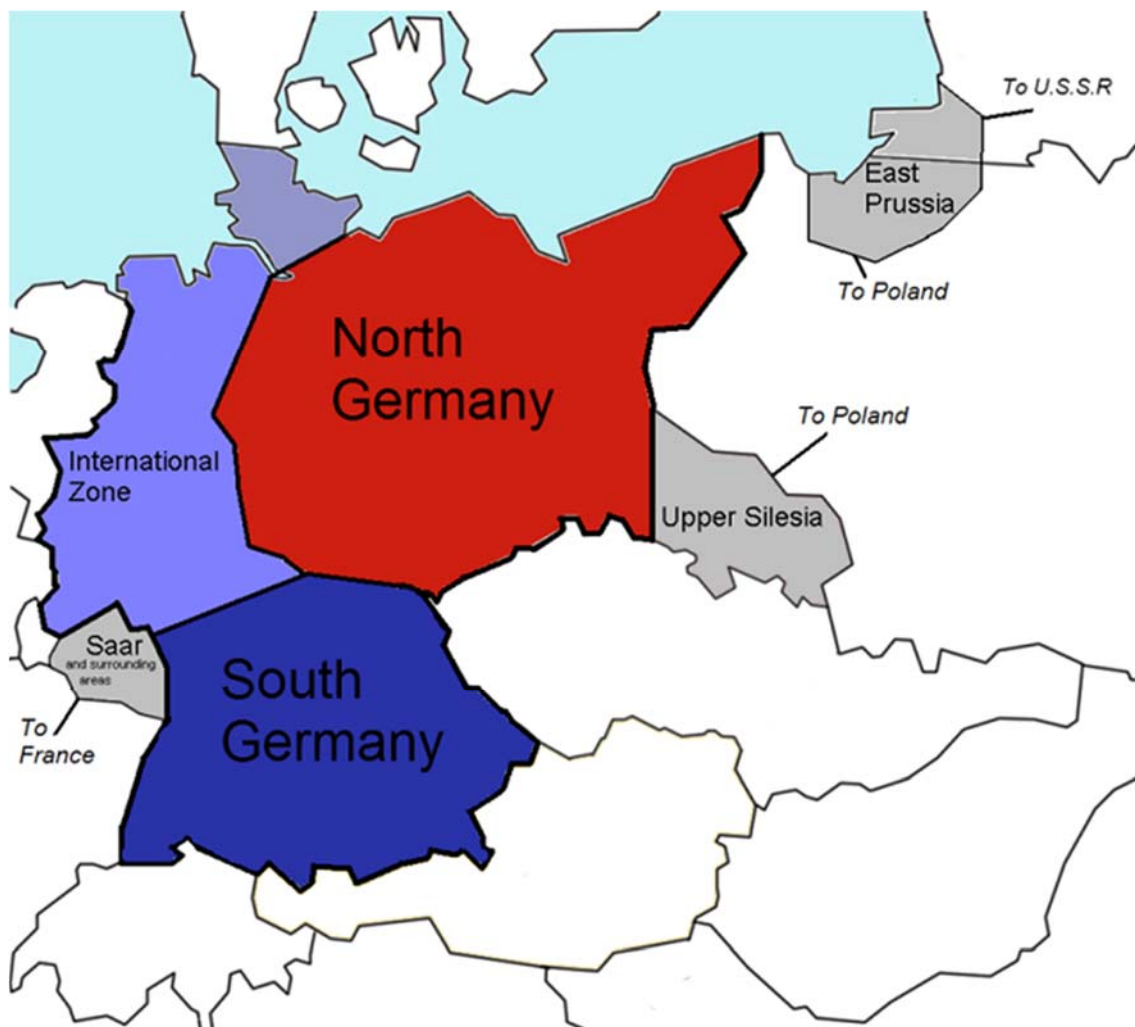 To U.S.S.R
East
Prussia
To Poland
North
Germany
To Poland
International
Zone
Upper Silesia
Saar
and surrounding
areas
South
Germany
To
France